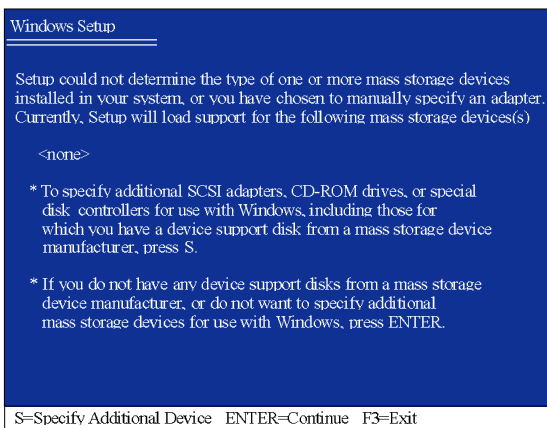 Windows Setup
Setup could not determine the type of one or more mass storage devices
installed in your system, or you have chosen to manually specify an adapter.
Currently, Setup will load support for the following mass storage devices(s)
<none>
* To specify additional SCSI adapters, CD-ROM drives, or special
disk controllers for use with Windows, including those for
which you have a device support disk from a mass storage device
manufacturer, press S.
* If you do not have any device support disks from a mass storage
device manufacturer, or do not want to specify additional
mass storage devices for use with Windows, press ENTER.
S=Specify Additional Device ENTER=Continue F3=Exit